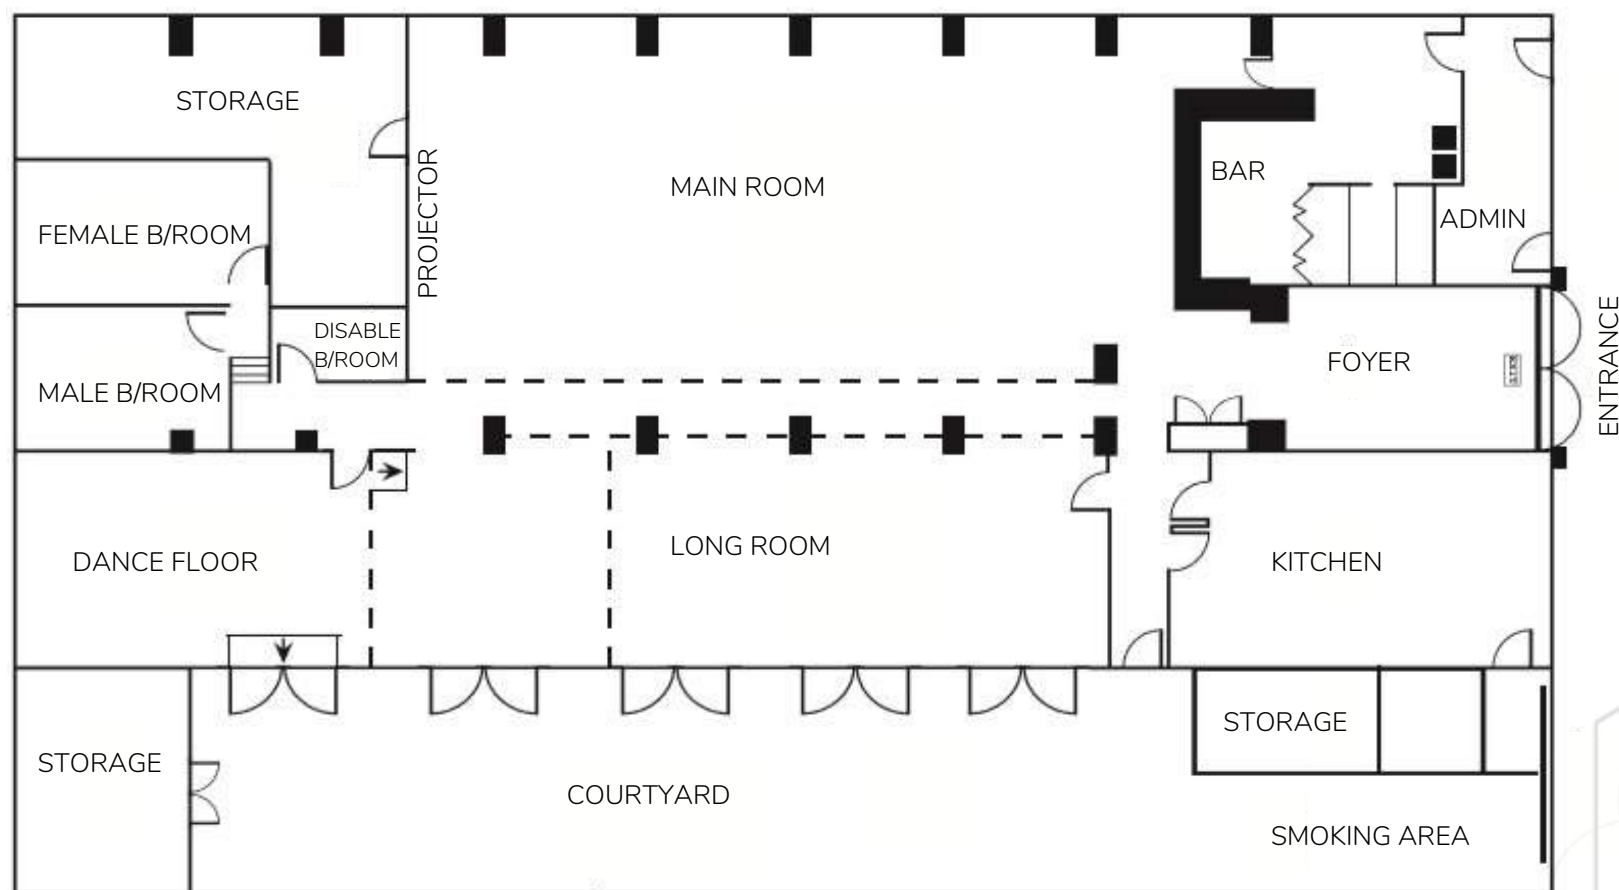 STORAGE
PROJECTOR
MAIN ROOM
BAR
FEMALE B/ROOM
ADMIN
DISABLE
B/ROOM
MALE B/ROOM
FOYER
ENTRANCE
DANCE FLOOR
LONG ROOM
KITCHEN
STORAGE
COURTYARD
STORAGE
SMOKING AREA